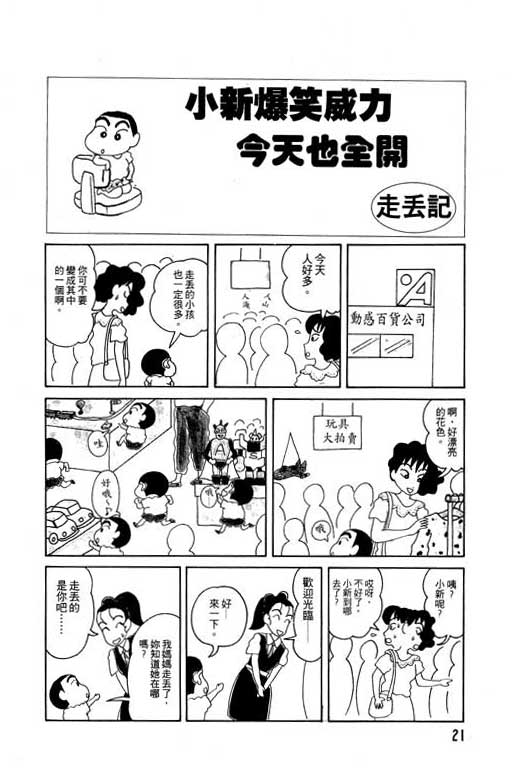 小新爆笑威力
今天也全開
走丟記
動感百貨公司
今天
人好多。
人海
人山
走丟的小孩
也一定很多。
你可不要
變成其中
的一個啊。
啊，好漂亮
的花色。
玩具
大拍賣
哦
哇
好哦~♪
哦~
咦？
小新呢？
哎呀，
不好了，
小新到哪
去了？
歡迎光臨——
好——
來一下。
我媽媽走丟了，
妳知道她在哪
嗎？
走丟的
是你吧……
21